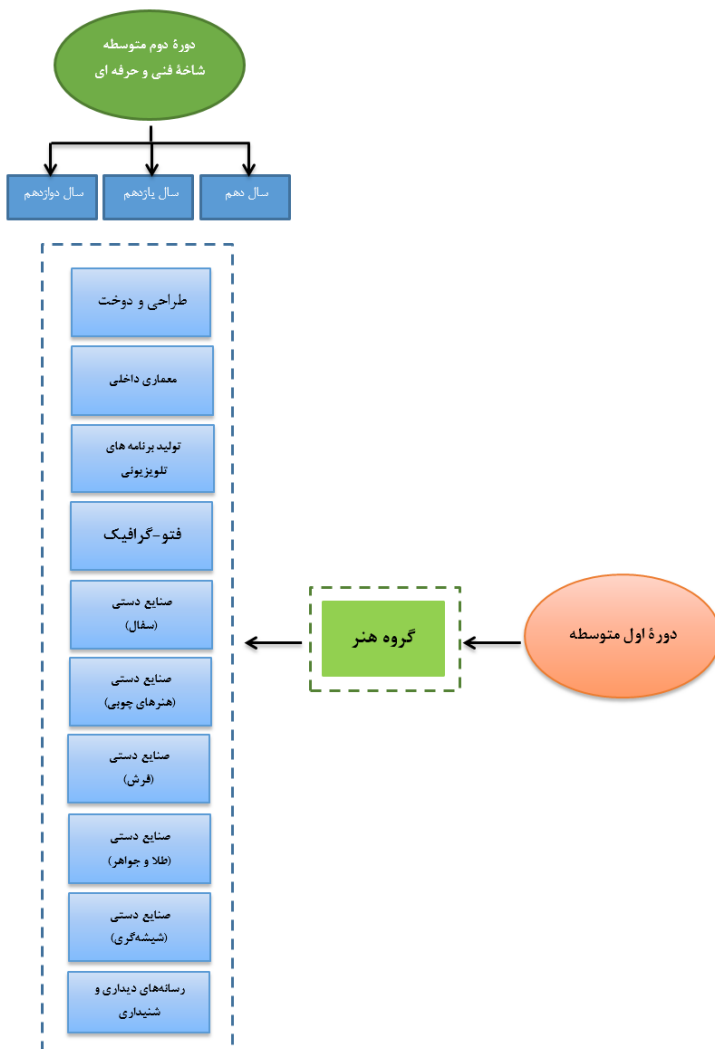 دورهٔ دوم متوسطه
شاخهٔ فنی و حرفه ای
سال دهم
سال یازدهم
سال دوازدهم
طراحی و دوخت
معماری داخلی
تولید برنامه های
تلویزیونی
فتو-گرافیک
صنایع دستی
(سفال)
صنایع دستی
(هنرهای چوبی)
صنایع دستی
(فرش)
صنایع دستی
(طلا و جواهر)
صنایع دستی
(شیشه‌گری)
رسانه‌های دیداری و
شنیداری
گروه هنر
دورهٔ اول متوسطه